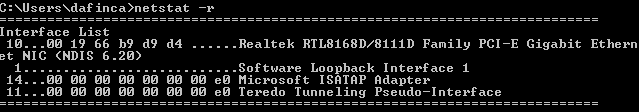 C:\Users\dafinca>netstat -r
===========================================================================
Interface List
 10...00 19 66 b9 d9 d4 ......Realtek RTL8168D/8111D Family PCI-E Gigabit Ethern
et NIC (NDIS 6.20)
  1...........................Software Loopback Interface 1
 14...00 00 00 00 00 00 00 e0 Microsoft ISATAP Adapter
 11...00 00 00 00 00 00 00 e0 Teredo Tunneling Pseudo-Interface
===========================================================================